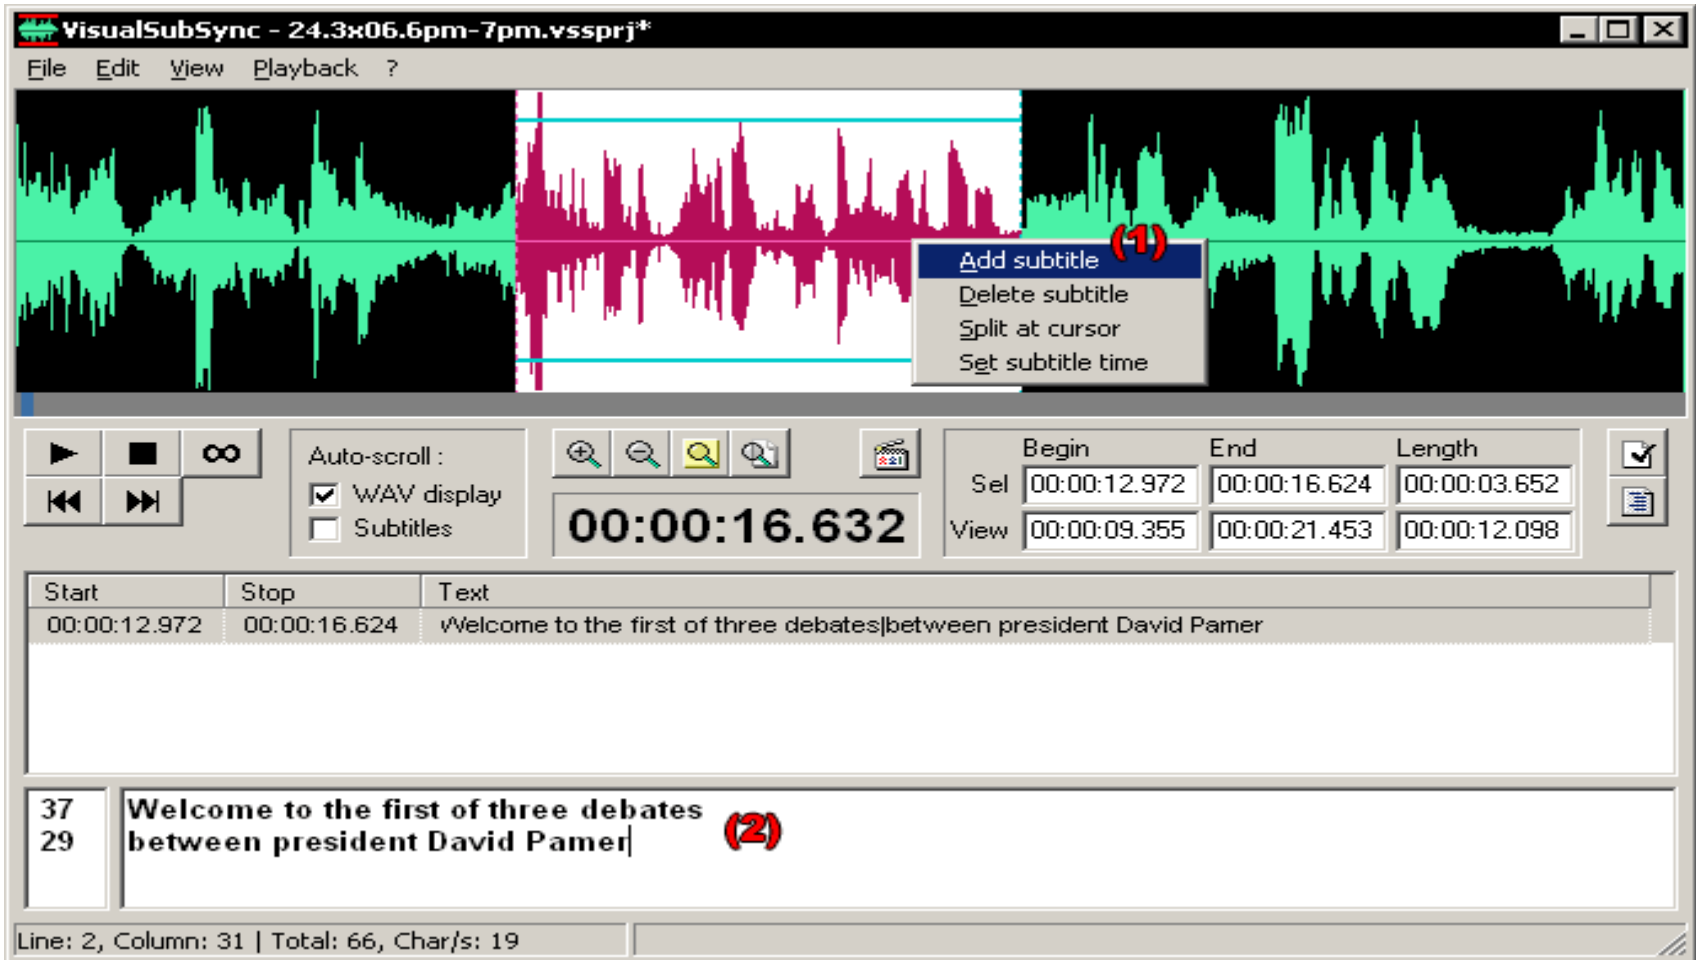 VisualSubSync - 24.3x06.6pm-7pm.vssprj*
File Edit View Playback ?
(1)
Add subtitle
Delete subtitle
Split at cursor
Set subtitle time
Auto-scroll :
WAV display
Subtitles
00:00:16.632
Begin End Length
Sel 00:00:12.972 00:00:16.624 00:00:03.652
View 00:00:09.355 00:00:21.453 00:00:12.098
Start Stop Text
00:00:12.972 00:00:16.624 Welcome to the first of three debates|between president David Pamer
37 Welcome to the first of three debates
29 between president David Pamer
(2)
Line: 2, Column: 31 | Total: 66, Char/s: 19